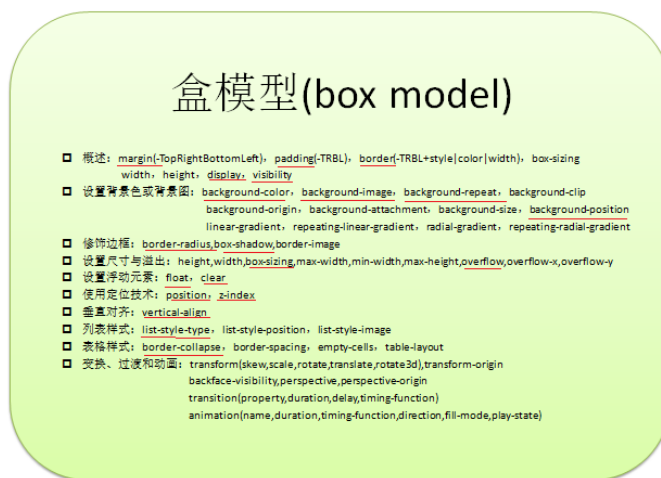 盒模型(box model)
概述：margin(-TopRightBottomLeft)，padding(-TRBL)，border(-TRBL+style|color|width)，box-sizing
width，height，display，visibility
设置背景色或背景图：background-color，background-image，background-repeat，background-clip
background-origin，background-attachment，background-size，background-position
linear-gradient，repeating-linear-gradient，radial-gradient，repeating-radial-gradient
修饰边框：border-radius,box-shadow,border-image
设置尺寸与溢出：height,width,box-sizing,max-width,min-width,max-height,overflow,overflow-x,overflow-y
设置浮动元素：float，clear
使用定位技术：position，z-index
垂直对齐：vertical-align
列表样式：list-style-type，list-style-position，list-style-image
表格样式：border-collapse，border-spacing，empty-cells，table-layout
变换、过渡和动画：transform(skew,scale,rotate,translate,rotate3d),transform-origin
backface-visibility,perspective,perspective-origin
transition(property,duration,delay,timing-function)
animation(name,duration,timing-function,direction,fill-mode,play-state)